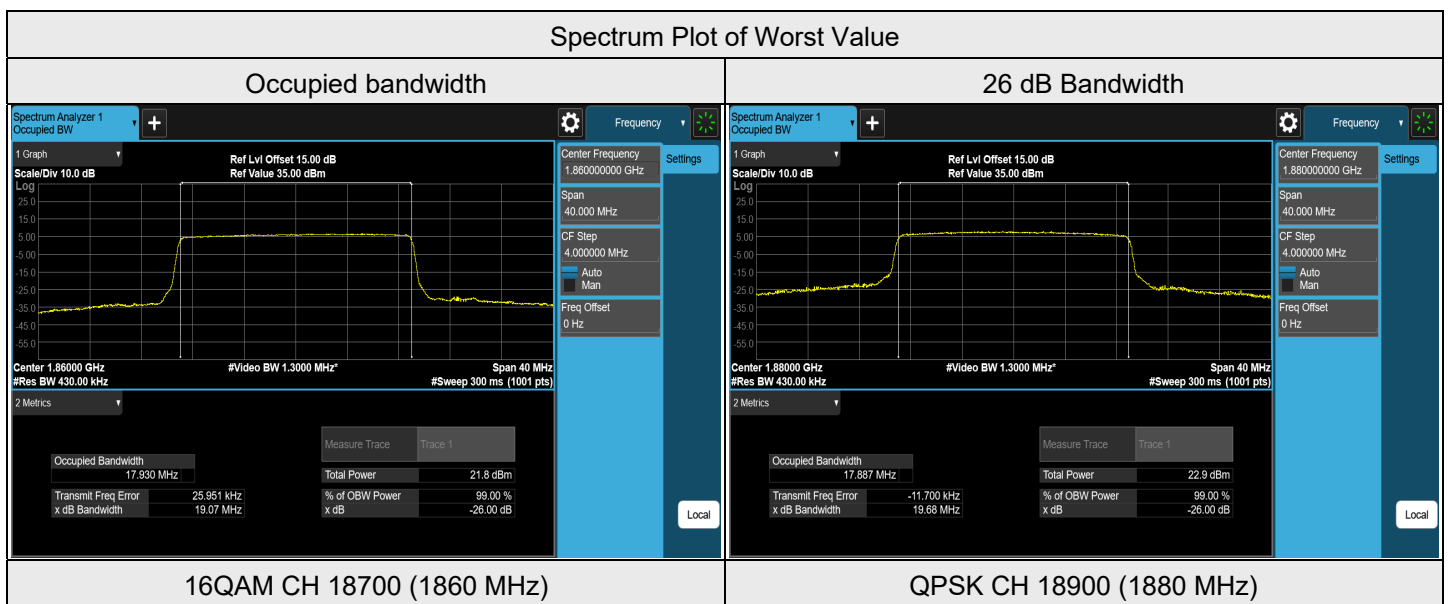 Spectrum Plot of Worst Value
Occupied bandwidth
26 dB Bandwidth
Spectrum Analyzer 1
Occupied BW
+
Frequency
1 Graph
Scale/Div 10.0 dB
Ref Lvl Offset 15.00 dB
Ref Value 35.00 dBm
Log
25.0
15.0
5.00
-5.00
-15.0
-25.0
-35.0
-45.0
-55.0
Center 1.86000 GHz
#Res BW 430.00 kHz
#Video BW 1.3000 MHz*
Span 40 MHz
#Sweep 300 ms (1001 pts)
Center Frequency
1.860000000 GHz
Settings
Span
40.000 MHz
CF Step
4.000000 MHz
Auto
Man
Freq Offset
0 Hz
Local
2 Metrics
Measure Trace Trace 1
Occupied Bandwidth
17.930 MHz
Total Power 21.8 dBm
Transmit Freq Error 25.951 kHz % of OBW Power 99.00 %
x dB Bandwidth 19.07 MHz x dB -26.00 dB
Spectrum Analyzer 1
Occupied BW
+
Frequency
1 Graph
Scale/Div 10.0 dB
Ref Lvl Offset 15.00 dB
Ref Value 35.00 dBm
Log
25.0
15.0
5.00
-5.00
-15.0
-25.0
-35.0
-45.0
-55.0
Center 1.88000 GHz
#Res BW 430.00 kHz
#Video BW 1.3000 MHz*
Span 40 MHz
#Sweep 300 ms (1001 pts)
Center Frequency
1.880000000 GHz
Settings
Span
40.000 MHz
CF Step
4.000000 MHz
Auto
Man
Freq Offset
0 Hz
Local
2 Metrics
Measure Trace Trace 1
Occupied Bandwidth
17.887 MHz
Total Power 22.9 dBm
Transmit Freq Error -11.700 kHz % of OBW Power 99.00 %
x dB Bandwidth 19.68 MHz x dB -26.00 dB
16QAM CH 18700 (1860 MHz)
QPSK CH 18900 (1880 MHz)